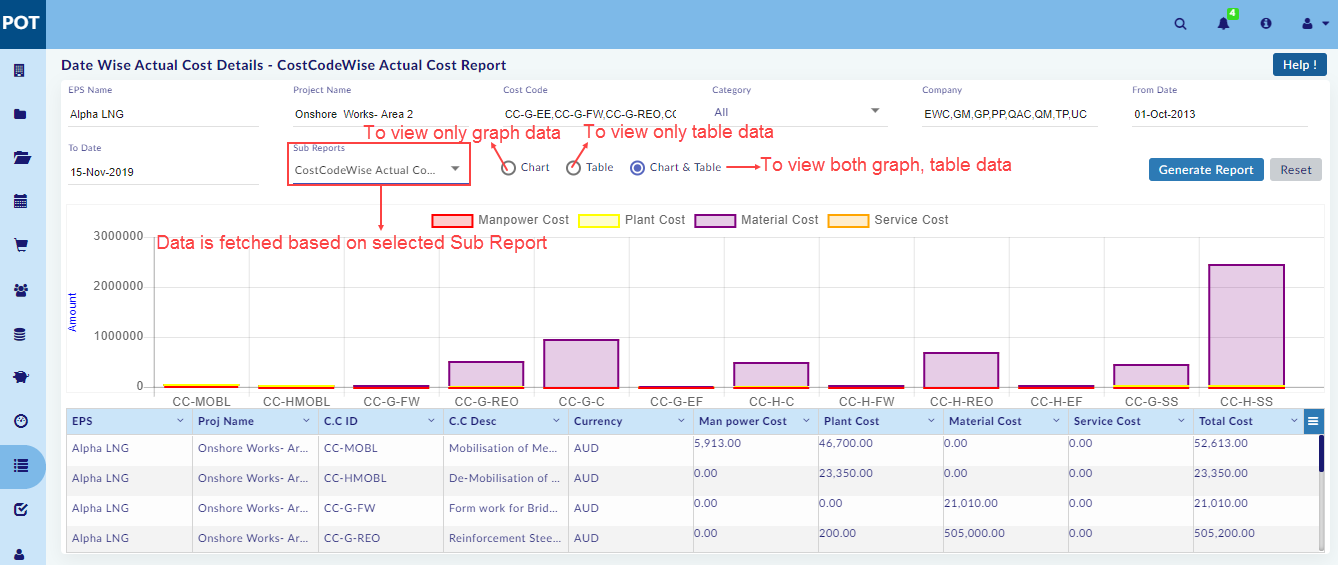 POT
4
Date Wise Actual Cost Details - CostCodeWise Actual Cost Report
Help !
EPS Name
Project Name
Cost Code
Category
Company
From Date
Alpha LNG
Onshore Works- Area 2
CC-G-EE,CC-G-FW,CC-G-REO,CC
All
EWC,GM,GP,PP,QAC,QM,TP,UC
01-Oct-2013
To view only graph data
To view only table data
To Date
Sub Reports
15-Nov-2019
CostCodeWise Actual Co...
Chart
Table
Chart & Table
To view both graph, table data
Generate Report
Reset
Manpower Cost
Plant Cost
Material Cost
Service Cost
Data is fetched based on selected Sub Report
Amount
3000000
2000000
1000000
0
CC-MOBL
CC-HMOBL
CC-G-FW
CC-G-REO
CC-G-C
CC-G-EF
CC-H-C
CC-H-FW
CC-H-REO
CC-H-EF
CC-G-SS
CC-H-SS
EPS
Proj Name
C.C ID
C.C Desc
Currency
Man power Cost
Plant Cost
Material Cost
Service Cost
Total Cost
Alpha LNG
Onshore Works- Ar...
CC-MOBL
Mobilisation of Me...
AUD
5,913.00
46,700.00
0.00
0.00
52,613.00
Alpha LNG
Onshore Works- Ar...
CC-HMOBL
De-Mobilisation of ...
AUD
0.00
23,350.00
0.00
0.00
23,350.00
Alpha LNG
Onshore Works- Ar...
CC-G-FW
Form work for Brid...
AUD
0.00
0.00
21,010.00
0.00
21,010.00
Alpha LNG
Onshore Works- Ar...
CC-G-REO
Reinforcement Stee...
AUD
0.00
200.00
505,000.00
0.00
505,200.00